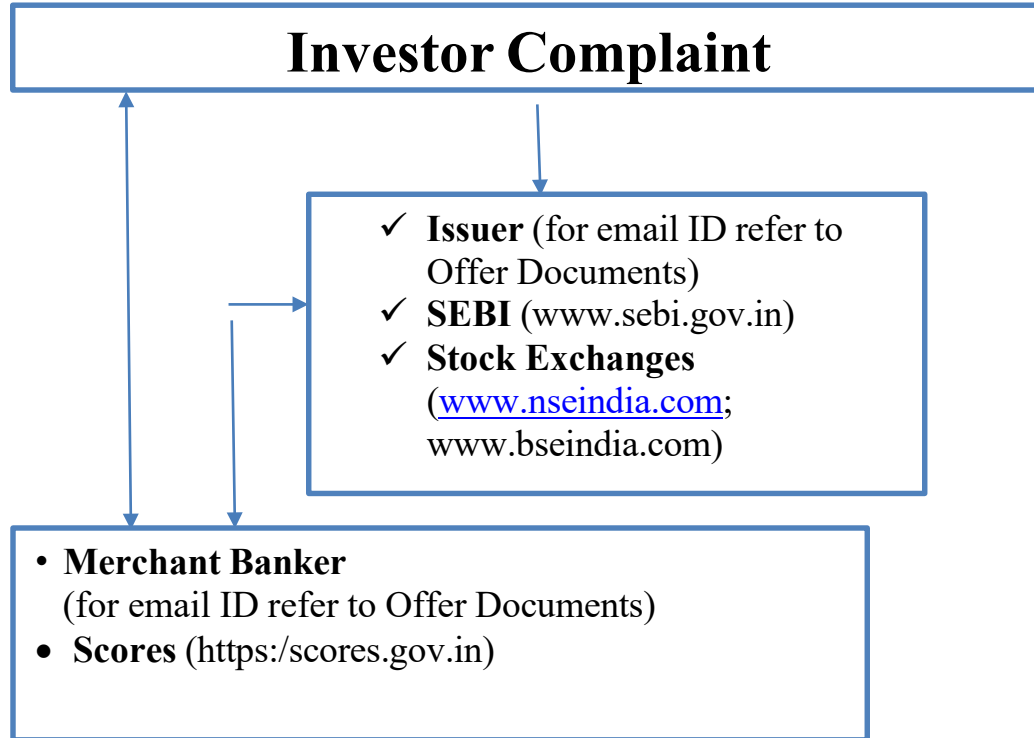 Investor Complaint
✓ Issuer (for email ID refer to
Offer Documents)
✓ SEBI (www.sebi.gov.in)
✓ Stock Exchanges
(www.nseindia.com;
www.bseindia.com)
• Merchant Banker
(for email ID refer to Offer Documents)
• Scores (https:/scores.gov.in)